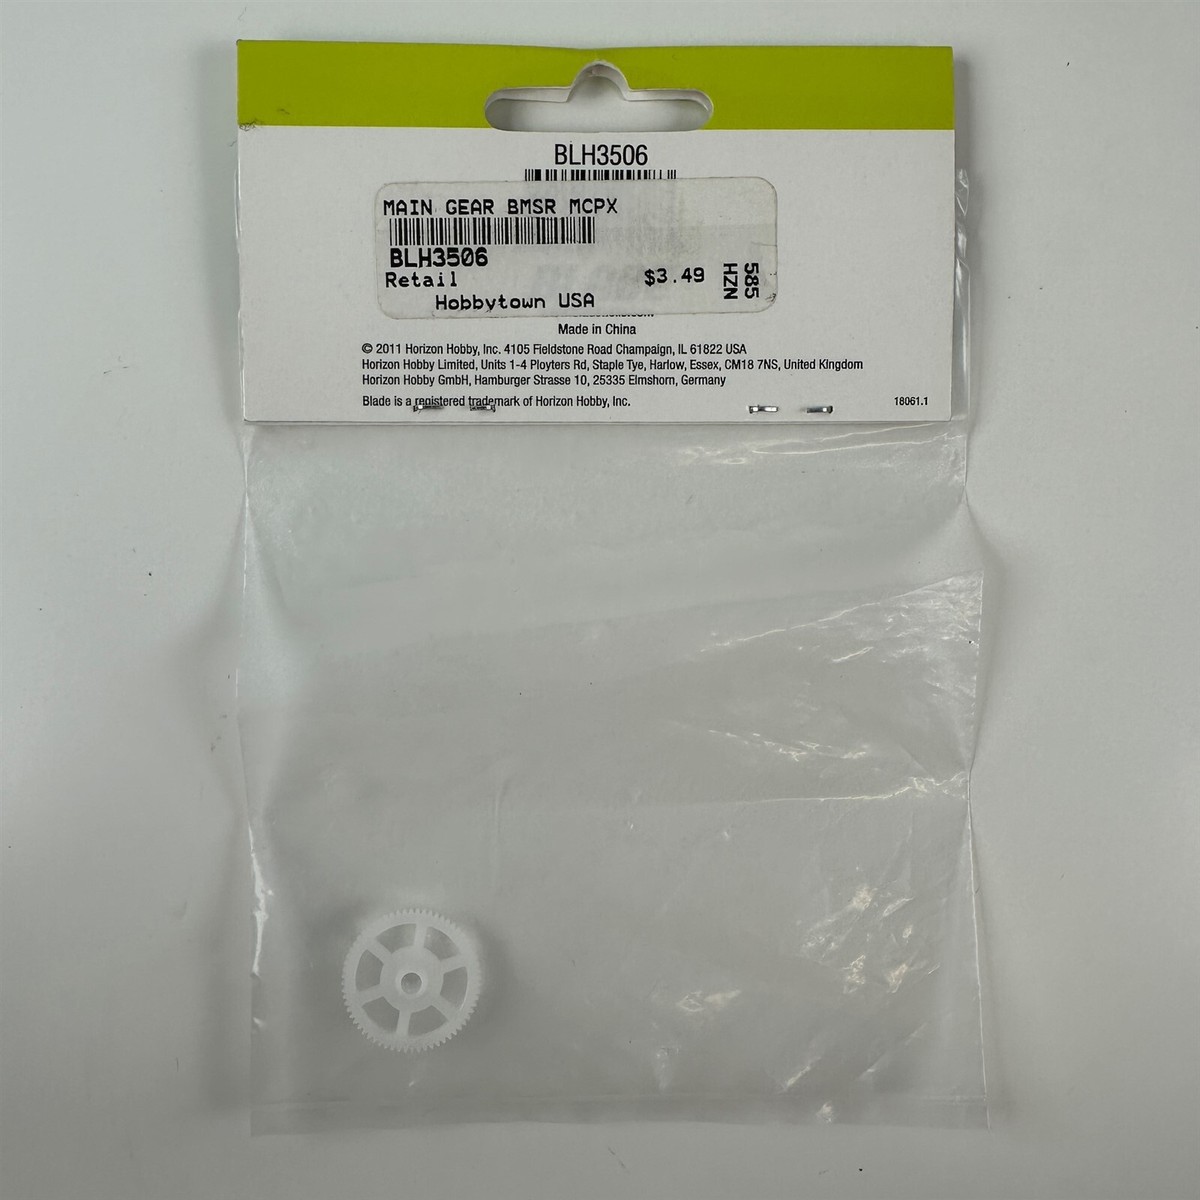 BLH3506
MAIN GEAR BMSR MCPX
BLH3506
Retail $3.49
Hobbytown USA
585
HZN
Made in China
© 2011 Horizon Hobby, Inc. 4105 Fieldstone Road Champaign, IL 61822 USA
Horizon Hobby Limited, Units 1-4 Ployters Rd, Staple Tye, Harlow, Essex, CM18 7NS, United Kingdom
Horizon Hobby GmbH, Hamburger Strasse 10, 25335 Elmshorn, Germany
Blade is a registered trademark of Horizon Hobby, Inc. 18061.1